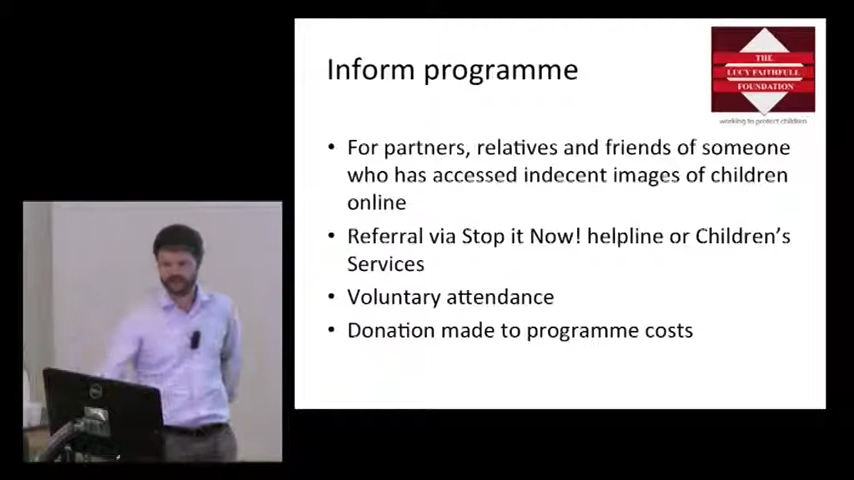 Inform programme
THE
LUCY FAITHFULL
FOUNDATION
working to protect children
• For partners, relatives and friends of someone
who has accessed indecent images of children
online
• Referral via Stop it Now! helpline or Children's
Services
• Voluntary attendance
• Donation made to programme costs